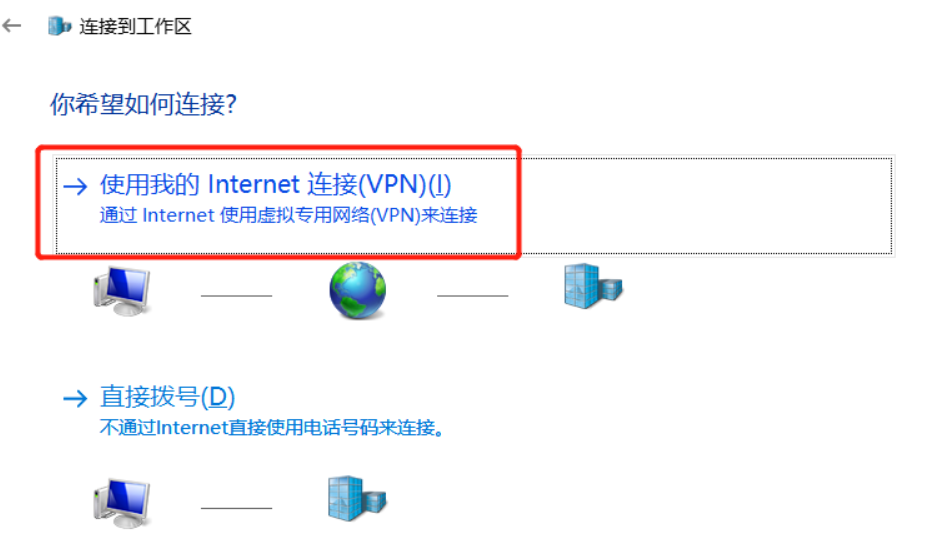 连接到工作区
你希望如何连接?
使用我的 Internet 连接(VPN)(I)
通过 Internet 使用虚拟专用网络(VPN)来连接
直接拨号(D)
不通过Internet直接使用电话号码来连接。